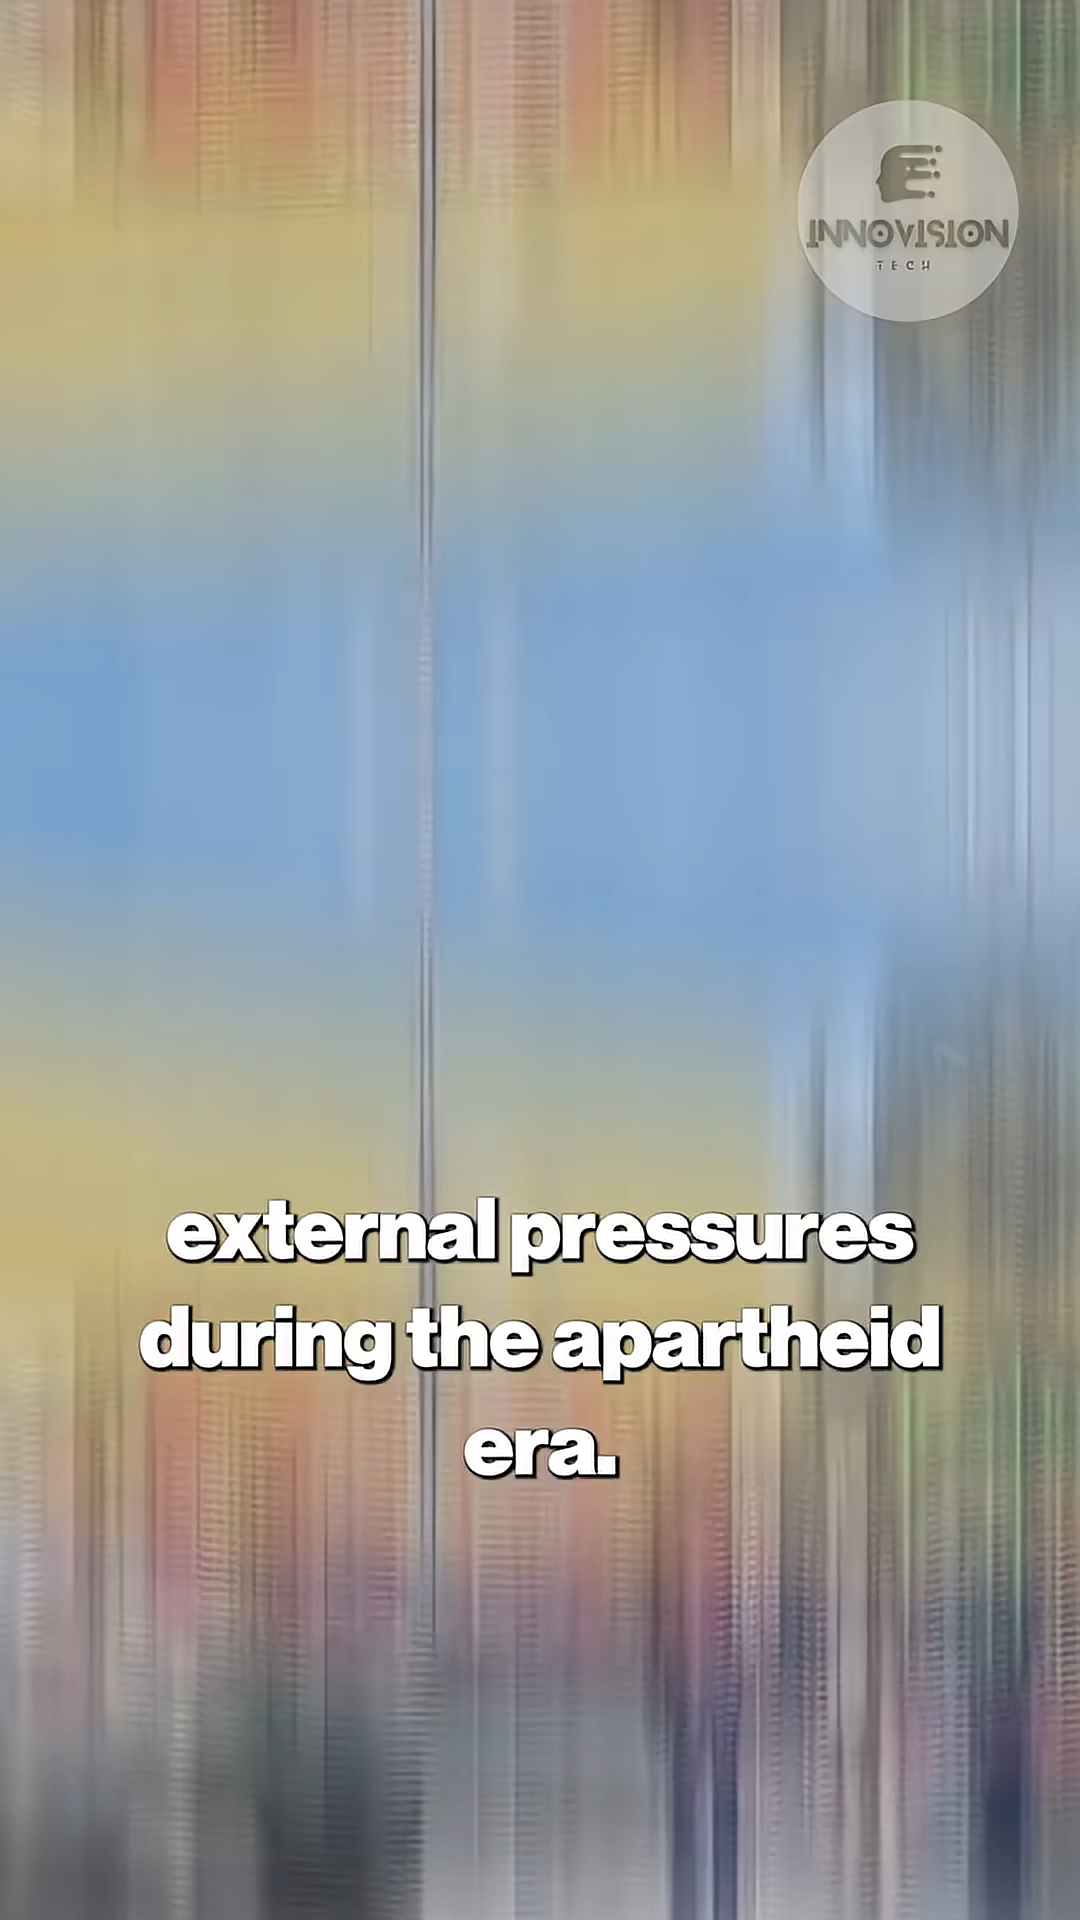 INNOVISION
TECH
external pressures
during the apartheid
era.